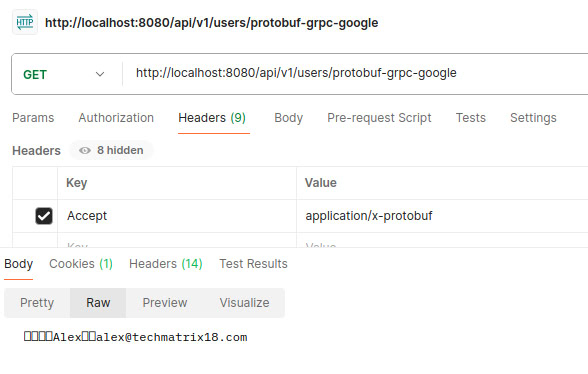 HTTP http://localhost:8080/api/v1/users/protobuf-grpc-google
GET http://localhost:8080/api/v1/users/protobuf-grpc-google
Params Authorization Headers (9) Body Pre-request Script Tests Settings
Headers 8 hidden
Key Value
Accept application/x-protobuf
Key Value
Body Cookies (1) Headers (14) Test Results
Pretty Raw Preview Visualize
□□□□Alex□□alex@techmatrix18.com